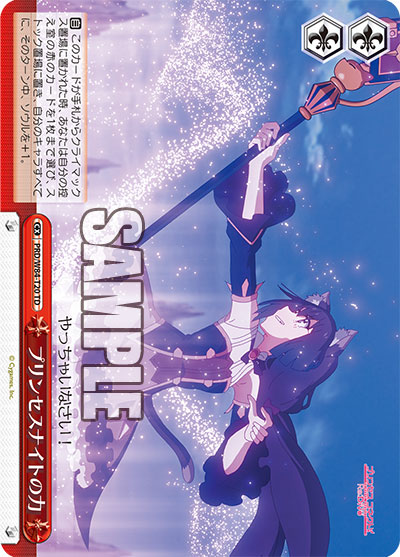 自 このカードが手札からクライマック
ス置場に置かれた時、あなたは自分の控
え室の赤のカードを1枚まで選び、ス
トック置場に置き、自分のキャラすべて
に、そのターン中、ソウルを+1。
SAMPLE
やっちゃいなさい！
CX PRD/W84-T20 TD
プリンセスナイトの力
© Cygames, Inc.